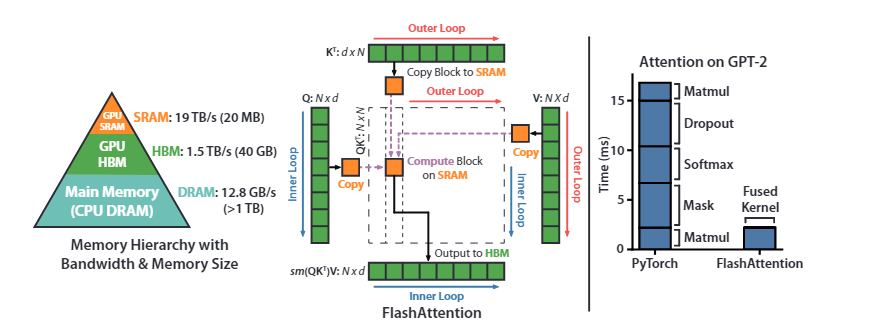 GPU
SRAM
SRAM: 19 TB/s (20 MB)
GPU
HBM
HBM: 1.5 TB/s (40 GB)
Main Memory
(CPU DRAM)
DRAM: 12.8 GB/s
(>1 TB)
Memory Hierarchy with
Bandwidth & Memory Size
Outer Loop
Kᵀ: d x N
Copy Block to SRAM
Outer Loop
Q: N x d
V: N X d
QKᵀ: N x N
Inner Loop
Copy
Compute Block
on SRAM
Copy
Inner Loop
Outer Loop
Output to HBM
sm(QKᵀ)V: N x d
Inner Loop
FlashAttention
Attention on GPT-2
Time (ms)
15
10
5
0
Matmul
Dropout
Softmax
Mask
Matmul
Fused
Kernel
PyTorch
FlashAttention